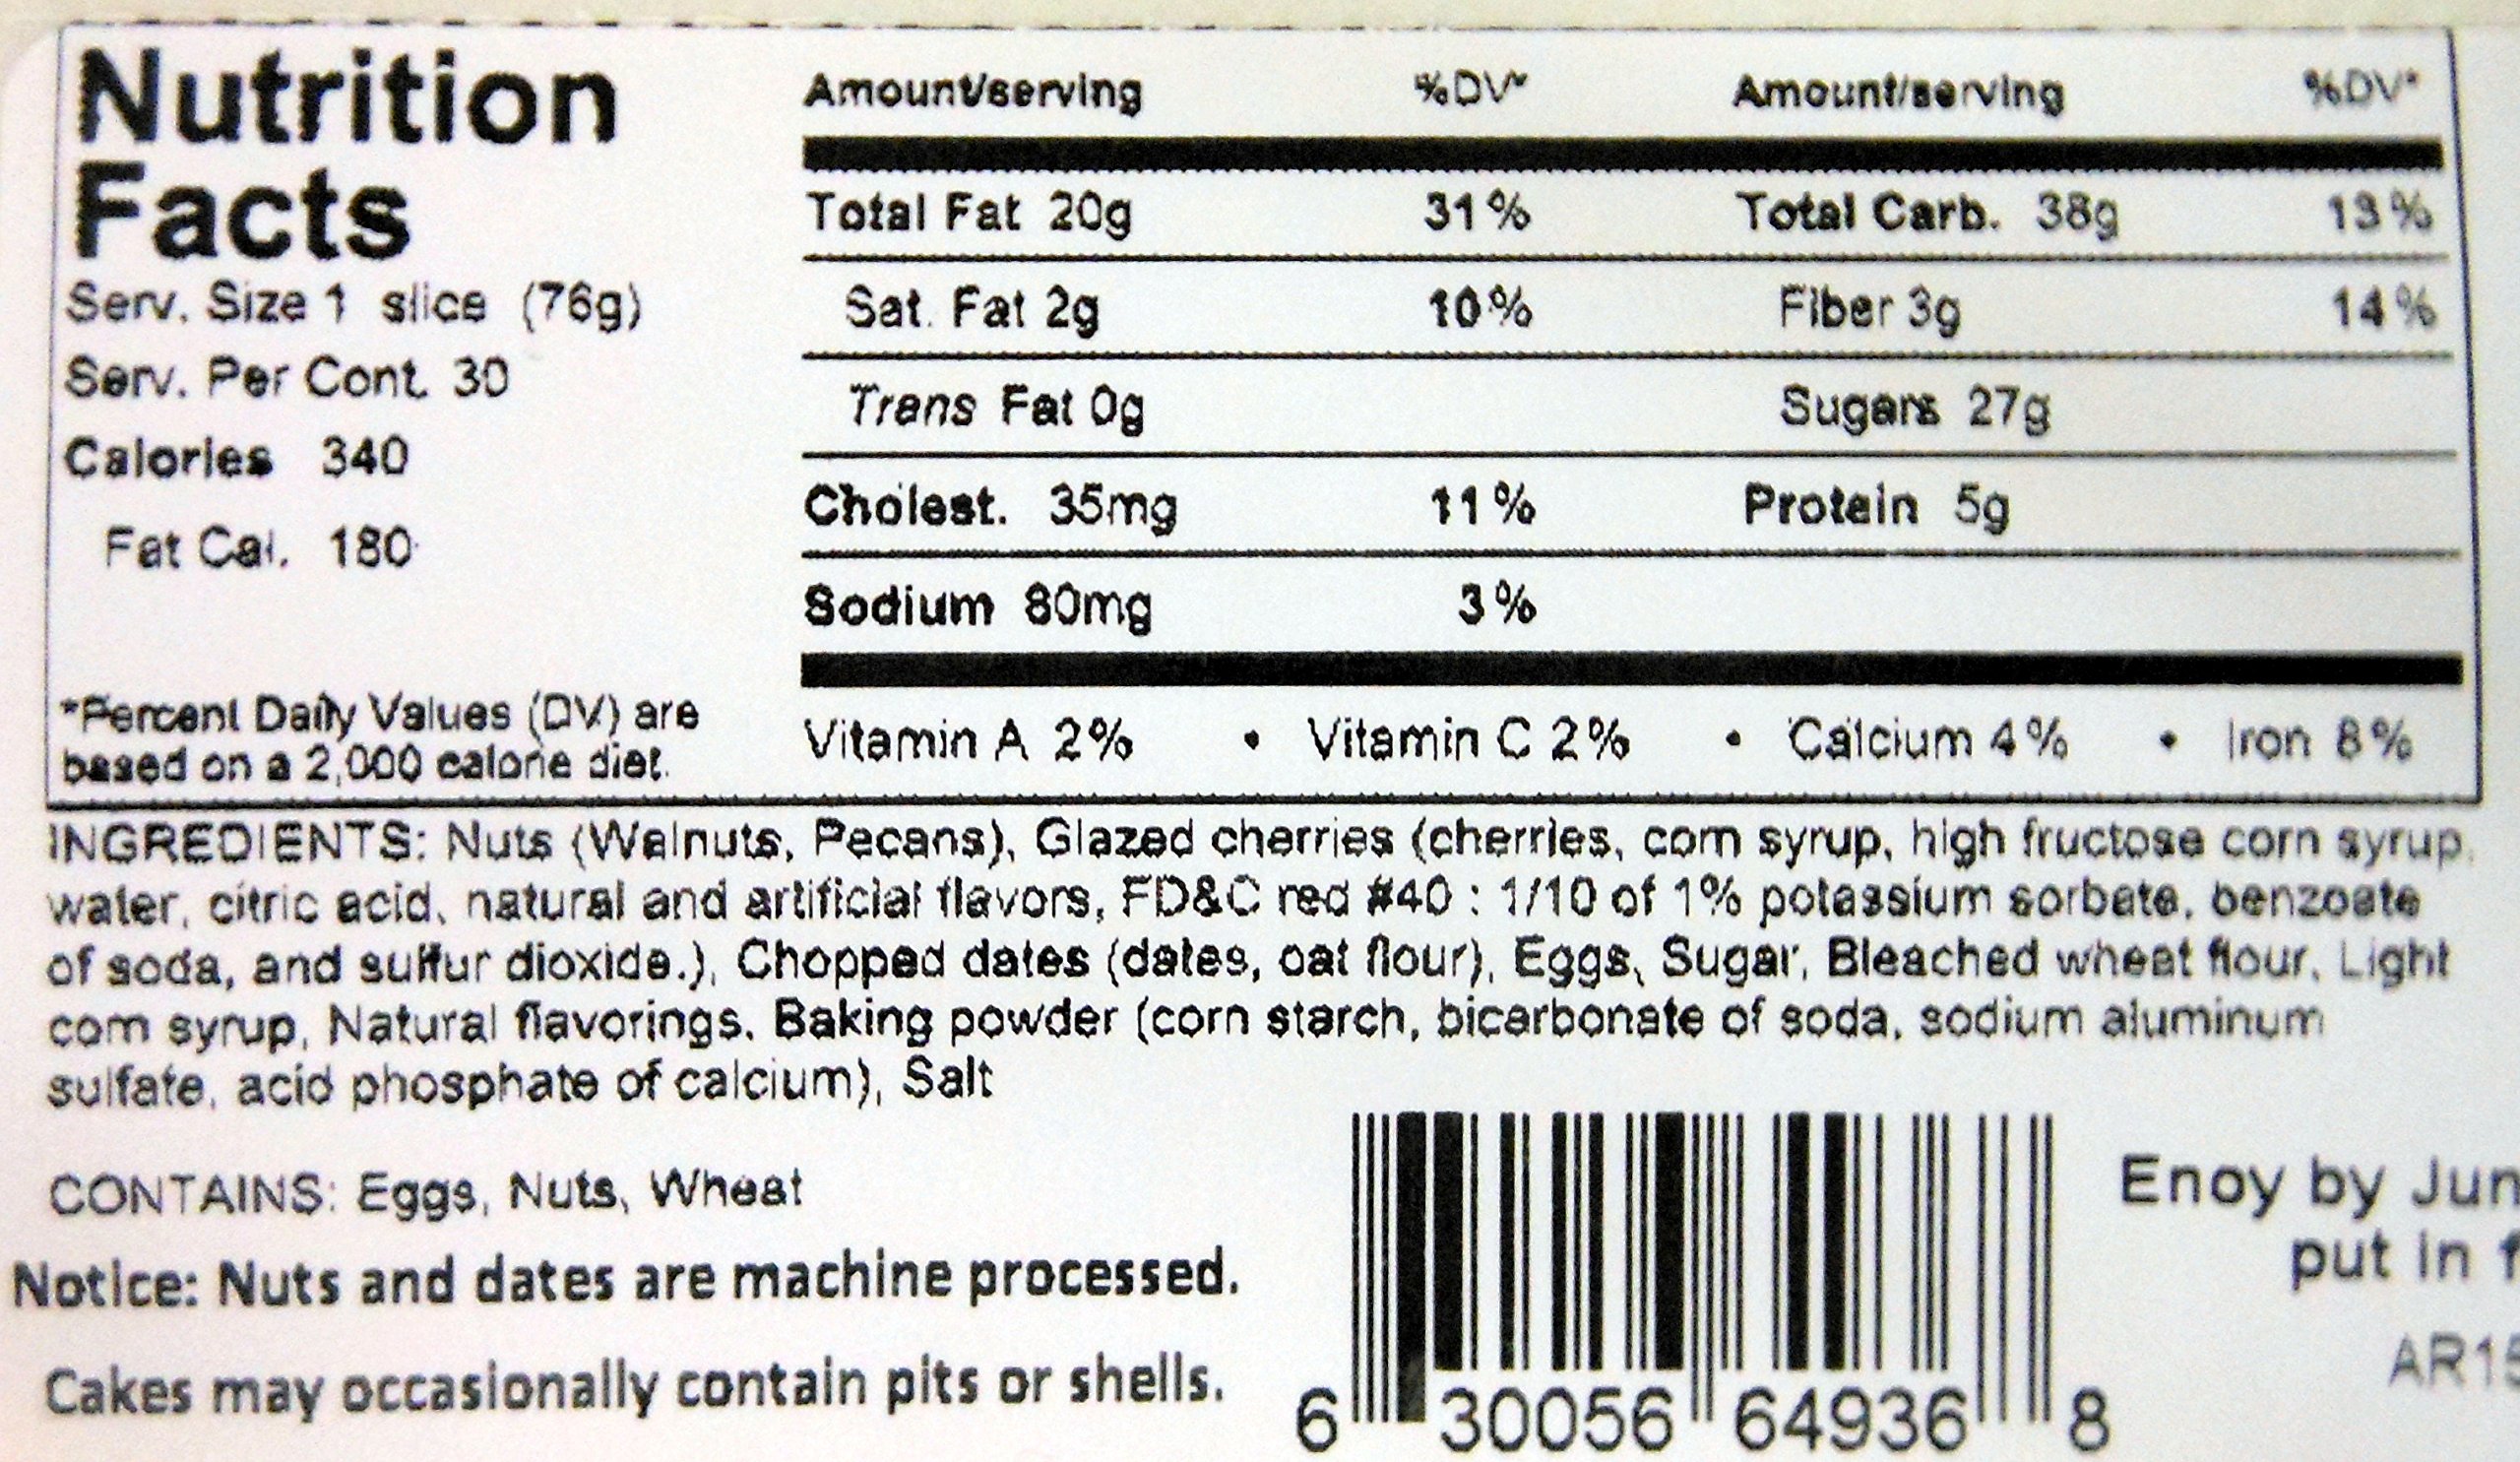 Nutrition
Facts
Serv. Size 1 slice (76g)
Serv. Per Cont. 30
Calories 340
Fat Cal. 180
*Percent Daily Values (DV) are
based on a 2,000 calorie diet.
Amount/serving %DV* Amount/serving %DV*
Total Fat 20g 31% Total Carb. 38g 13%
Sat. Fat 2g 10% Fiber 3g 14%
Trans Fat 0g Sugars 27g
Cholest. 35mg 11% Protein 5g
Sodium 80mg 3%
Vitamin A 2% • Vitamin C 2% • Calcium 4% • Iron 8%
INGREDIENTS: Nuts (Walnuts, Pecans), Glazed cherries (cherries, corn syrup, high fructose corn syrup,
water, citric acid, natural and artificial flavors, FD&C red #40 : 1/10 of 1% potassium sorbate, benzoate
of soda, and sulfur dioxide.), Chopped dates (dates, oat flour), Eggs, Sugar, Bleached wheat flour, Light
corn syrup, Natural flavorings. Baking powder (corn starch, bicarbonate of soda, sodium aluminum
sulfate, acid phosphate of calcium), Salt
CONTAINS: Eggs, Nuts, Wheat
Notice: Nuts and dates are machine processed.
Cakes may occasionally contain pits or shells.
6 30056 64936 8
Enoy by Jun
put in f
AR15